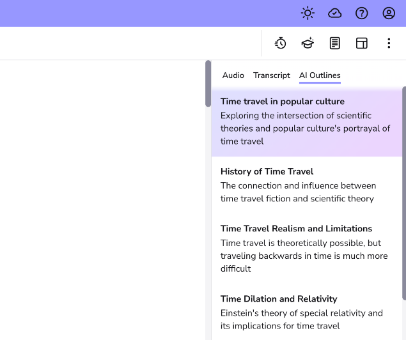 Audio Transcript AI Outlines
Time travel in popular culture
Exploring the intersection of scientific
theories and popular culture's portrayal of
time travel
History of Time Travel
The connection and influence between
time travel fiction and scientific theory
Time Travel Realism and Limitations
Time travel is theoretically possible, but
traveling backwards in time is much more
difficult
Time Dilation and Relativity
Einstein's theory of special relativity and
its implications for time travel